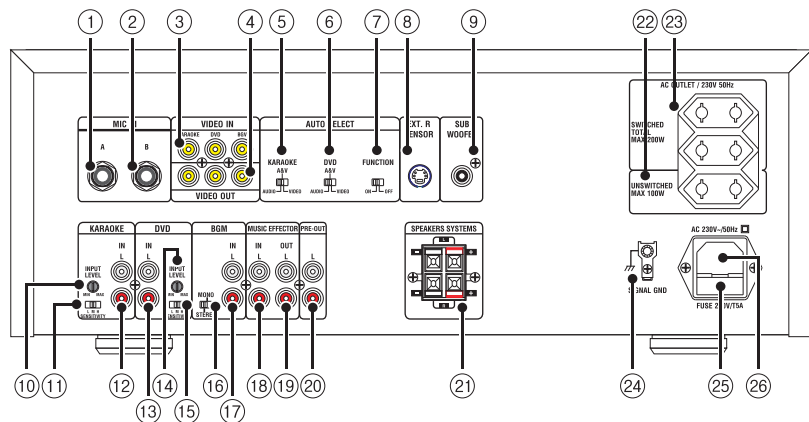 1 2 3 4 5 6 7 8 9 22 23
AC OUTLET / 230V 50Hz
MIC IN
VIDEO IN
AUTO SELECT
EXT. R SENSOR
SUB WOOFER
A B
KARAOKE DVD BGV
KARAOKE
A&V
AUDIO VIDEO
DVD
A&V
AUDIO VIDEO
FUNCTION
ON OFF
SWITCHED
TOTAL
MAX 200W
UNSWITCHED
MAX 100W
VIDEO OUT
KARAOKE
DVD
BGM
MUSIC EFFECTOR
PRE-OUT
SPEAKERS SYSTEMS
AC 230V~/50Hz
IN IN IN IN OUT
L L L L L L
INPUT
LEVEL
MIN MAX
L M H
SENSITIVITY
INPUT
LEVEL
MIN MAX
L M H
SENSITIVITY
MONO
STEREO
SIGNAL GND
10 11 12 13 14 15 16 17 18 19 20 21 24 25 26